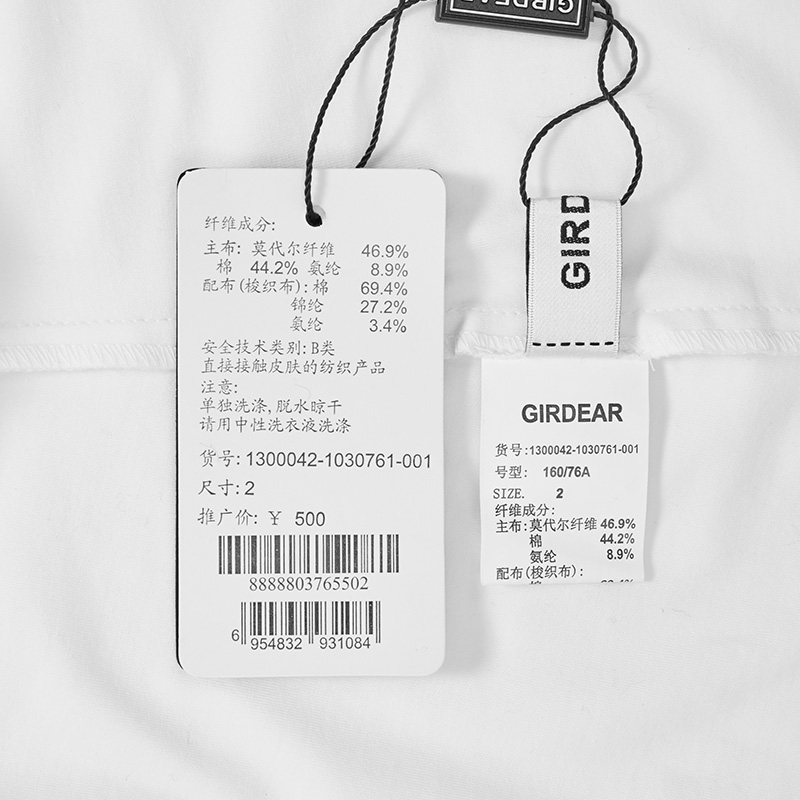 GIRDEAR
纤维成分:
主布: 莫代尔纤维 46.9%
棉 44.2% 氨纶 8.9%
配布(梭织布): 棉 69.4%
锦纶 27.2%
氨纶 3.4%
安全技术类别: B类
直接接触皮肤的纺织产品
注意:
单独洗涤, 脱水晾干
请用中性洗衣液洗涤
货号: 1300042-1030761-001
尺寸: 2
推广价: ¥ 500
8888803765502
6 954832 931084
GIRD
GIRDEAR
货号: 1300042-1030761-001
号型: 160/76A
SIZE. 2
纤维成分:
主布: 莫代尔纤维 46.9%
棉 44.2%
氨纶 8.9%
配布(梭织布):